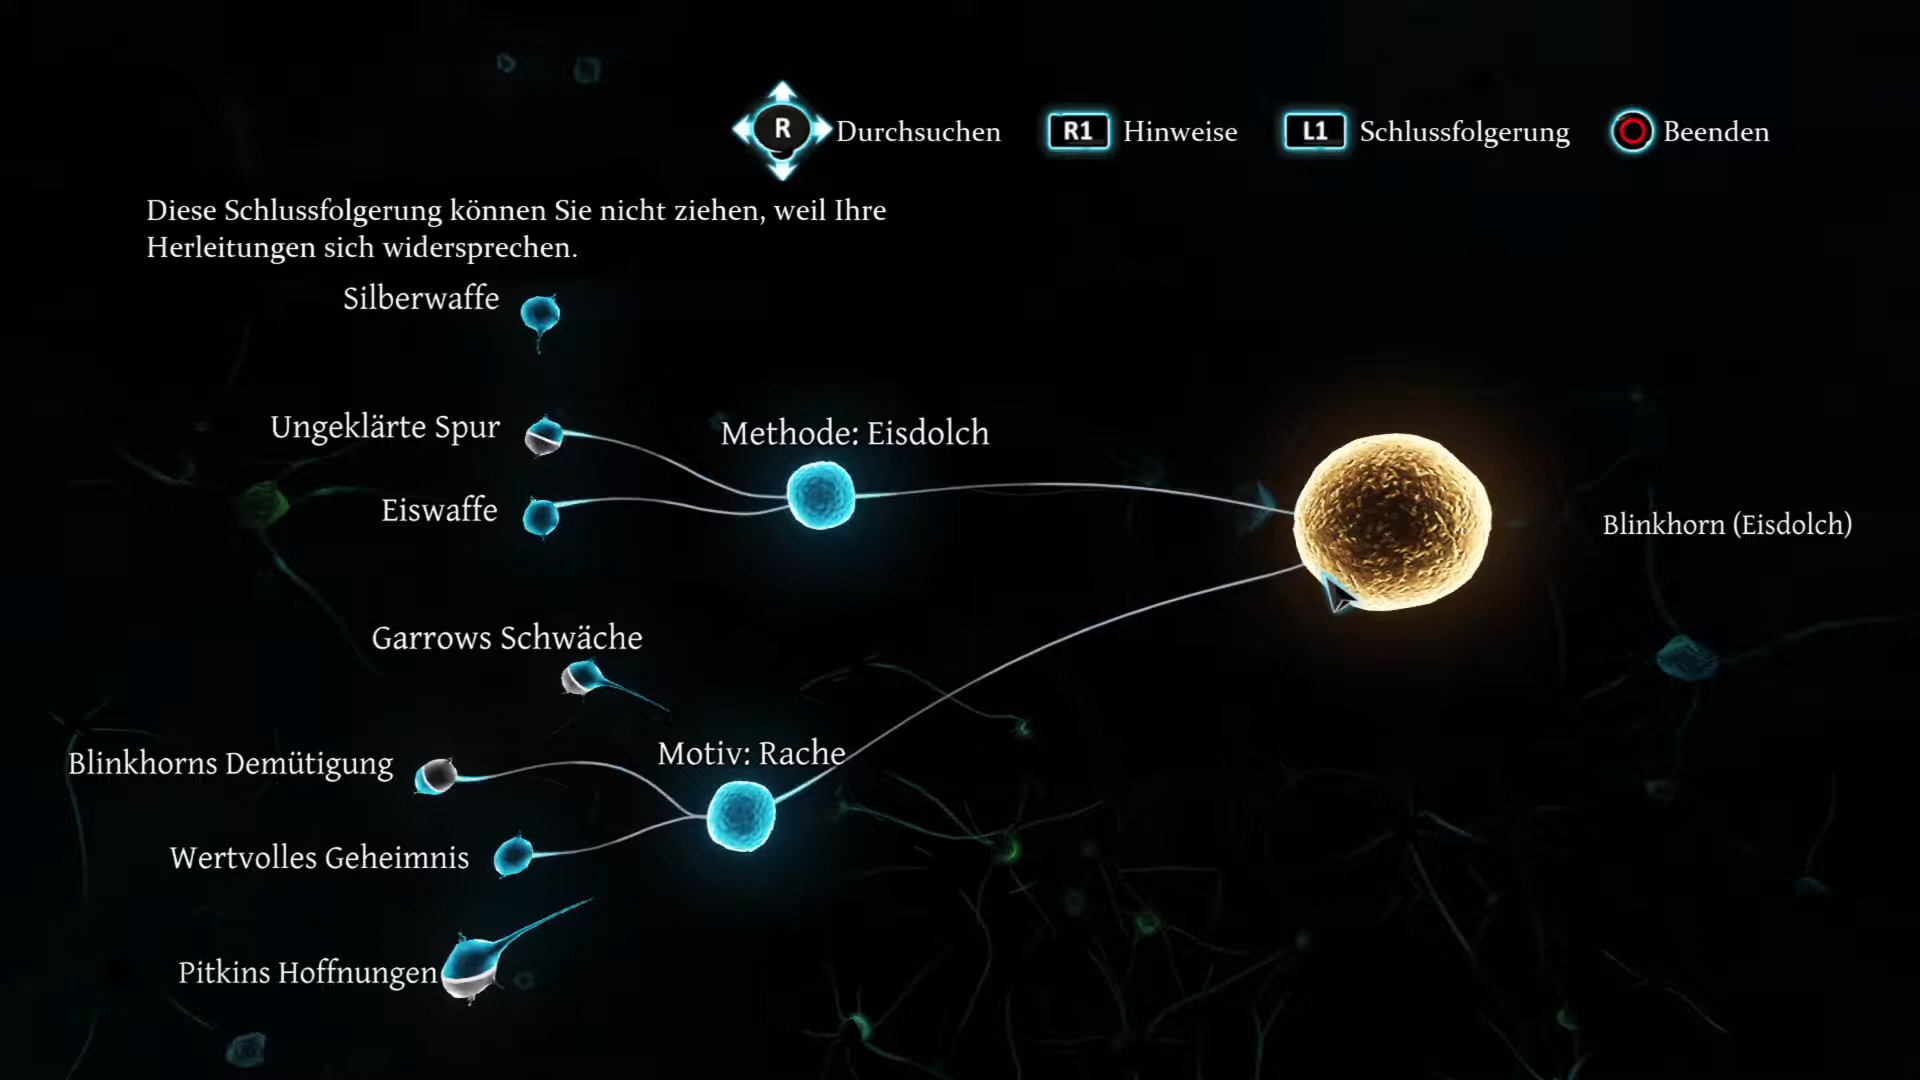 R Durchsuchen R1 Hinweise L1 Schlussfolgerung Beenden
Diese Schlussfolgerung können Sie nicht ziehen, weil Ihre
Herleitungen sich widersprechen.
Silberwaffe
Ungeklärte Spur
Methode: Eisdolch
Eiswaffe
Blinkhorn (Eisdolch)
Garrows Schwäche
Motiv: Rache
Blinkhorns Demütigung
Wertvolles Geheimnis
Pitkins Hoffnungen